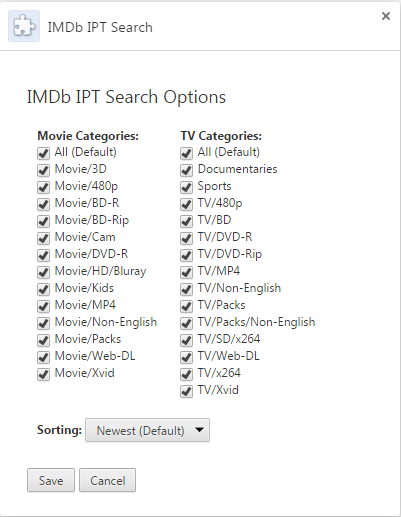 IMDb IPT Search
IMDb IPT Search Options
Movie Categories:
All (Default)
Movie/3D
Movie/480p
Movie/BD-R
Movie/BD-Rip
Movie/Cam
Movie/DVD-R
Movie/HD/Bluray
Movie/Kids
Movie/MP4
Movie/Non-English
Movie/Packs
Movie/Web-DL
Movie/Xvid
TV Categories:
All (Default)
Documentaries
Sports
TV/480p
TV/BD
TV/DVD-R
TV/DVD-Rip
TV/MP4
TV/Non-English
TV/Packs
TV/Packs/Non-English
TV/SD/x264
TV/Web-DL
TV/x264
TV/Xvid
Sorting: Newest (Default)
Save Cancel